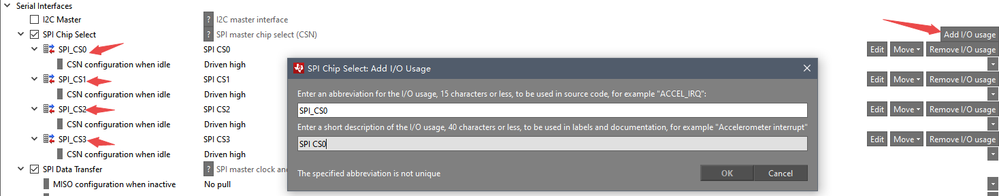 Serial Interfaces
I2C Master ? I2C master interface
SPI Chip Select ? SPI master chip select (CSN) Add I/O usage
SPI_CS0 SPI CS0 Edit Move Remove I/O usage
CSN configuration when idle Driven high
SPI_CS1 SPI CS1 Edit Move Remove I/O usage
CSN configuration when idle Driven high
SPI_CS2 SPI CS2 Edit Move Remove I/O usage
CSN configuration when idle Driven high
SPI_CS3 SPI CS3 Edit Move Remove I/O usage
CSN configuration when idle Driven high
SPI Data Transfer ? SPI master clock and
MISO configuration when inactive No pull
SPI Chip Select: Add I/O Usage
Enter an abbreviation for the I/O usage, 15 characters or less, to be used in source code, for example "ACCEL_IRQ":
SPI_CS0
Enter a short description of the I/O usage, 40 characters or less, to be used in labels and documentation, for example "Accelerometer interrupt"
SPI CS0
The specified abbreviation is not unique OK Cancel